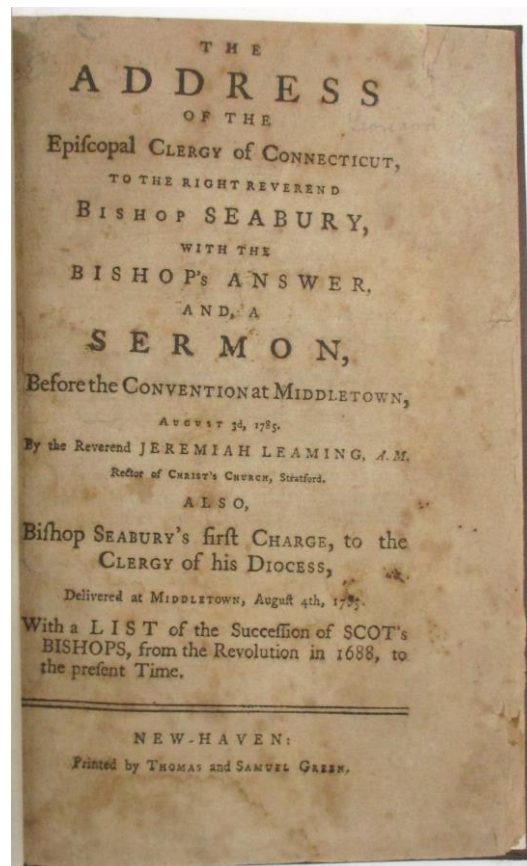 THE
ADDRESS
OF THE
Epiſcopal CLERGY of CONNECTICUT,
TO THE RIGHT REVEREND
BISHOP SEABURY,
WITH THE
BISHOP's ANSWER,
AND, A
SERMON,
Before the CONVENTION at MIDDLETOWN,
AUGUST 3d, 1785.
By the Reverend JEREMIAH LEAMING, A. M.
Rector of CHRIST'S CHURCH, Stratford.
ALSO,
Biſhop SEABURY'S firſt CHARGE, to the
CLERGY of his DIOCESS,
Delivered at MIDDLETOWN, Auguſt 4th, 1785.
With a LIST of the Succeſſion of SCOT's
BISHOPS, from the Revolution in 1688, to
the preſent Time.
NEW-HAVEN:
Printed by THOMAS and SAMUEL GREEN.